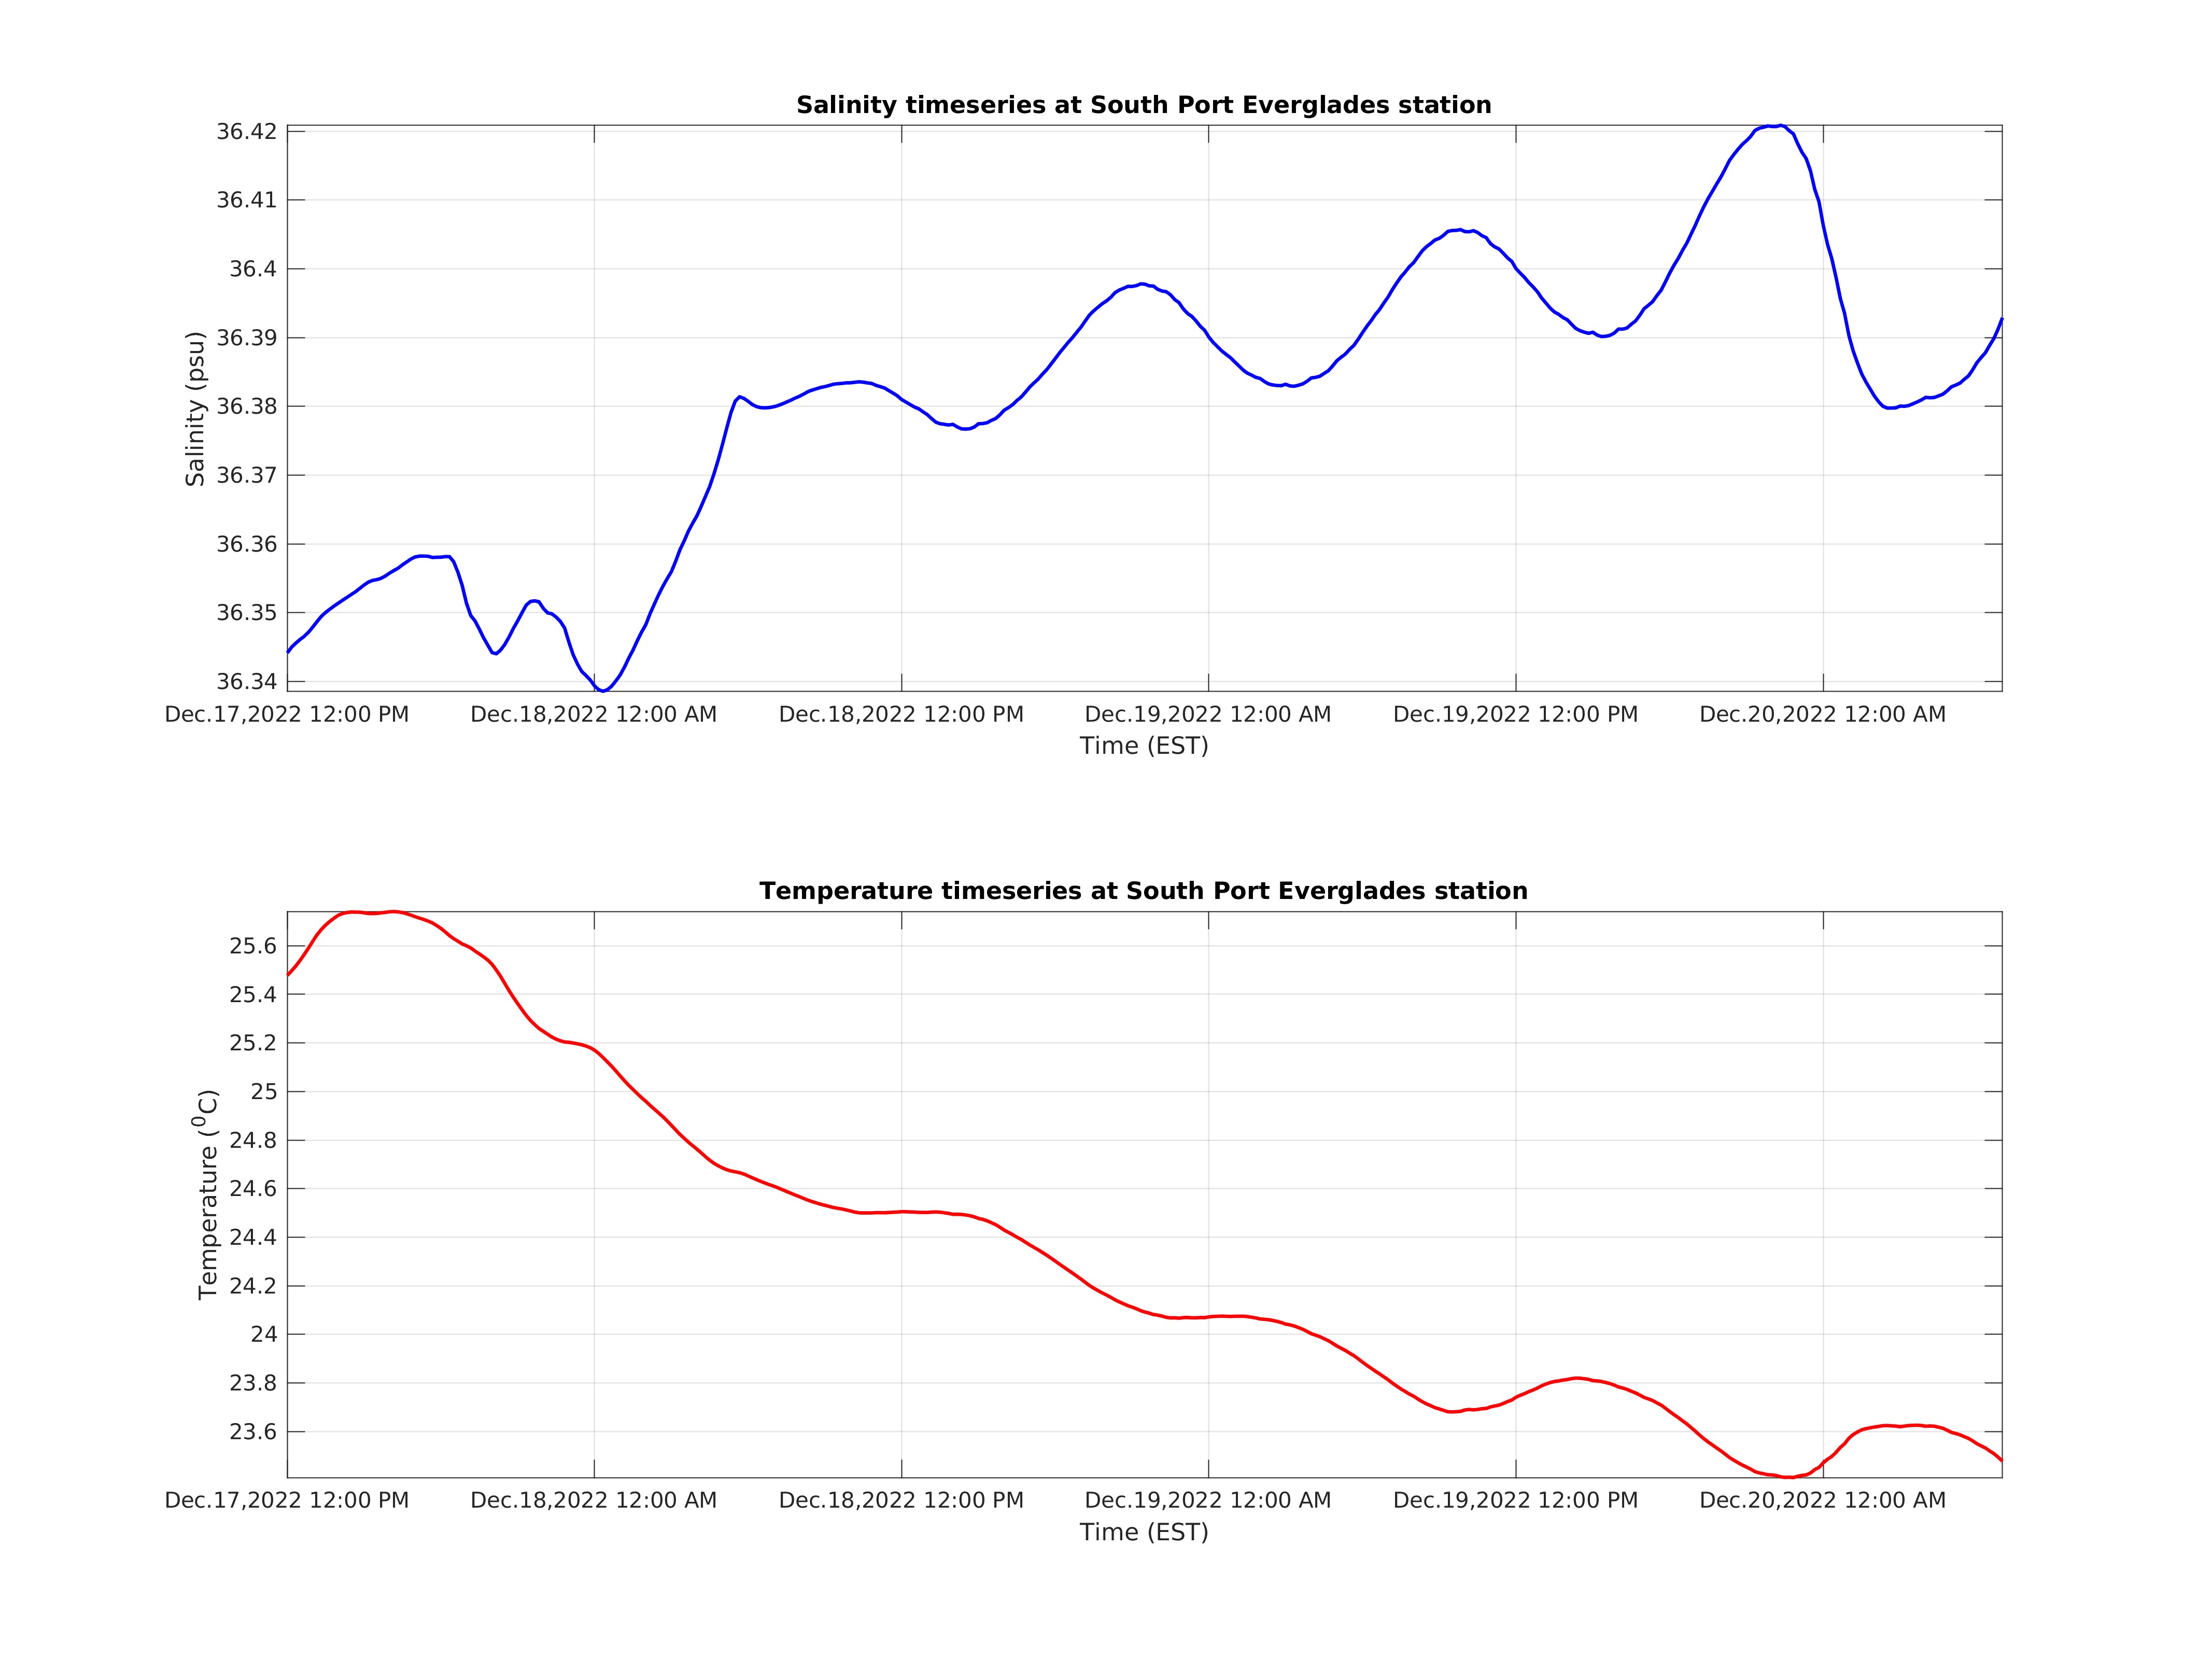 Salinity timeseries at South Port Everglades station
36.42
36.41
36.4
36.39
36.38
36.37
36.36
36.35
36.34
Salinity (psu)
Dec.17,2022 12:00 PM Dec.18,2022 12:00 AM Dec.18,2022 12:00 PM Dec.19,2022 12:00 AM Dec.19,2022 12:00 PM Dec.20,2022 12:00 AM
Time (EST)
Temperature timeseries at South Port Everglades station
25.6
25.4
25.2
25
24.8
24.6
24.4
24.2
24
23.8
23.6
Temperature (⁰C)
Dec.17,2022 12:00 PM Dec.18,2022 12:00 AM Dec.18,2022 12:00 PM Dec.19,2022 12:00 AM Dec.19,2022 12:00 PM Dec.20,2022 12:00 AM
Time (EST)